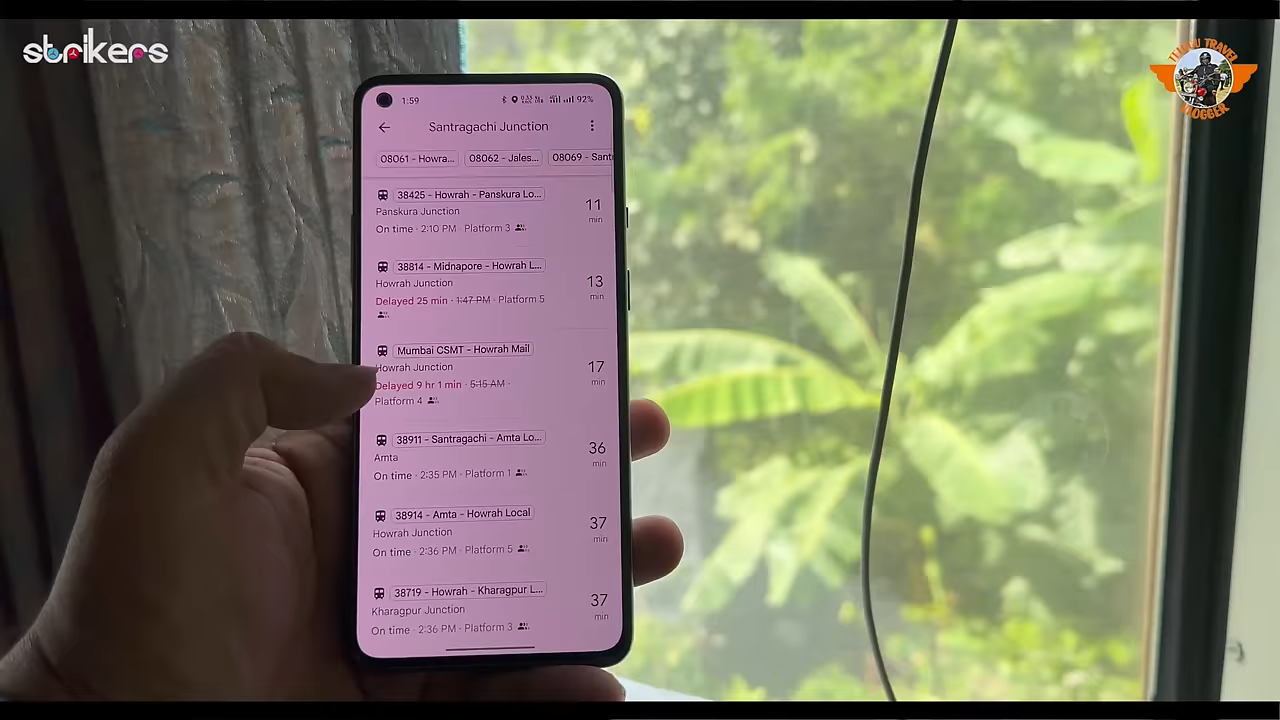 strikers
TELUGU TRAVEL
VLOGGER
1:59
92%
Santragachi Junction
08061 - Howra...
08062 - Jales...
08069 - Sant
38425 - Howrah - Panskura Lo...
Panskura Junction
11
min
On time · 2:10 PM · Platform 3
38814 - Midnapore - Howrah L...
Howrah Junction
13
min
Delayed 25 min · 1:47 PM · Platform 5
Mumbai CSMT - Howrah Mail
Howrah Junction
17
min
Delayed 9 hr 1 min · 5:15 AM ·
Platform 4
38911 - Santragachi - Amta Lo...
Amta
36
min
On time · 2:35 PM · Platform 1
38914 - Amta - Howrah Local
Howrah Junction
37
min
On time · 2:36 PM · Platform 5
38719 - Howrah - Kharagpur L...
Kharagpur Junction
37
min
On time · 2:36 PM · Platform 3